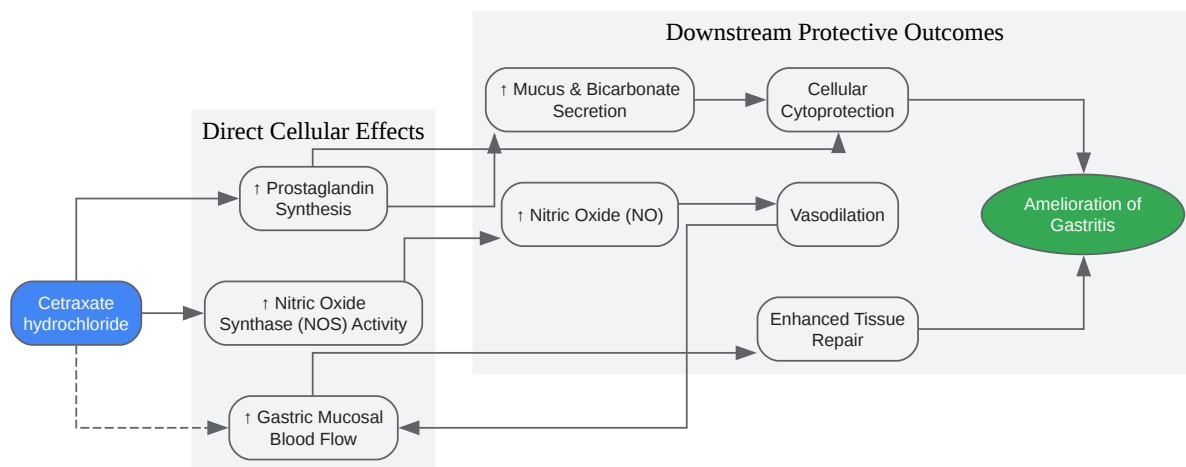 Downstream Protective Outcomes
↑ Mucus & Bicarbonate
Secretion
Cellular
Cytoprotection
Direct Cellular Effects
↑ Prostaglandin
Synthesis
↑ Nitric Oxide (NO)
Vasodilation
Amelioration of
Gastritis
Cetraxate
hydrochloride
↑ Nitric Oxide
Synthase (NOS) Activity
Enhanced Tissue
Repair
↑ Gastric Mucosal
Blood Flow